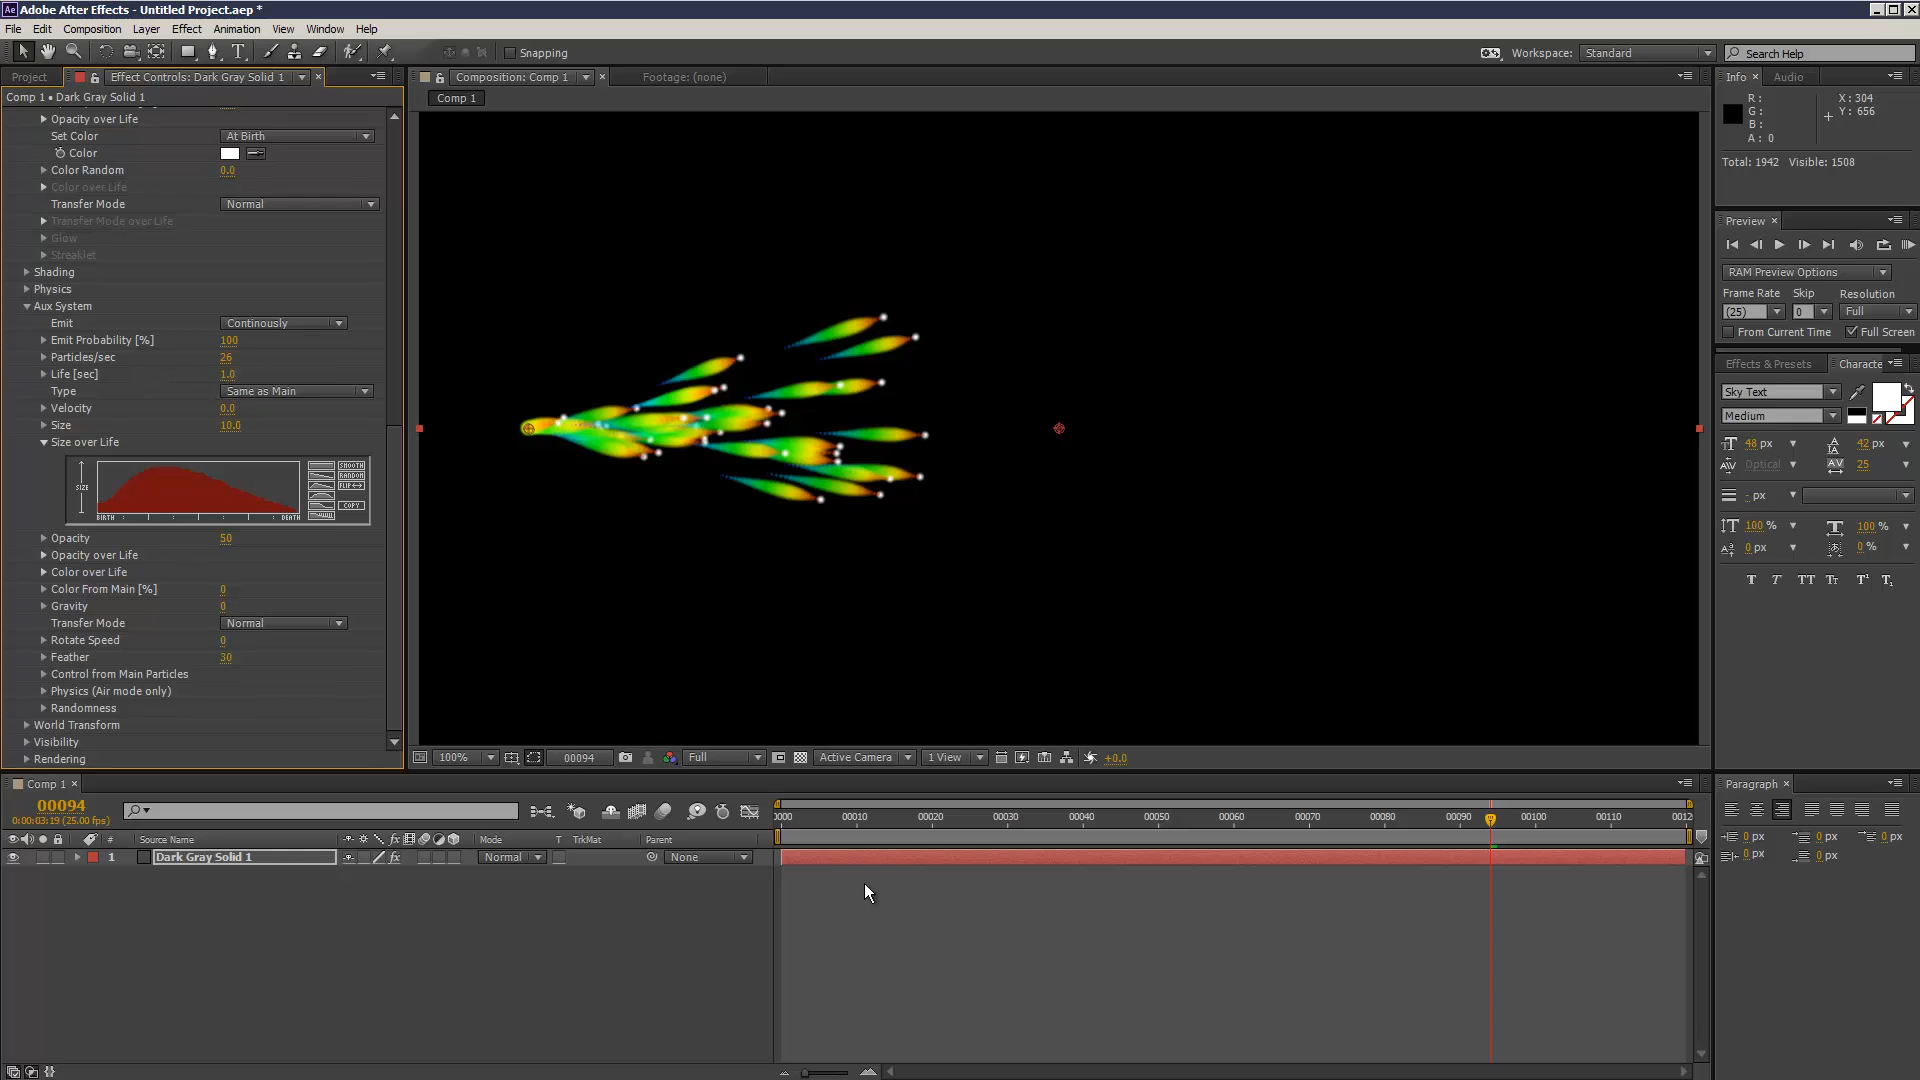 Ae Adobe After Effects - Untitled Project.aep *
File Edit Composition Layer Effect Animation View Window Help
T Snapping Workspace: Standard Search Help
Project Effect Controls: Dark Gray Solid 1 × Composition: Comp 1 × Footage: (none) Info × Audio
Comp 1 • Dark Gray Solid 1
Comp 1
R: X: 304
G: Y: 656
B:
A: 0
Total: 1942 Visible: 1508
Opacity over Life
Set Color At Birth
Color
Color Random 0.0
Color over Life
Transfer Mode Normal
Transfer Mode over Life
Glow
Streaklet
Shading
Physics
Aux System
Emit Continously
Emit Probability [%] 100
Particles/sec 26
Life [sec] 1.0
Type Same as Main
Velocity 0.0
Size 10.0
Size over Life
SIZE
BIRTH DEATH
SMOOTH
RANDOM
FLIP
COPY
Opacity 50
Opacity over Life
Color over Life
Color From Main [%] 0
Gravity 0
Transfer Mode Normal
Rotate Speed 0
Feather 30
Control from Main Particles
Physics (Air mode only)
Randomness
World Transform
Visibility
Rendering
100% 00094 Full Active Camera 1 View +0.0
Preview ×
RAM Preview Options
Frame Rate Skip Resolution
(25) 0 Full
From Current Time Full Screen
Effects & Presets Characte
Sky Text
Medium
48 px 42 px
Optical 25
- px
100 % 100 %
0 px 0 %
T T TT Tt T¹ T₁
Comp 1 ×
00094
0:00:03:19 (25.00 fps)
# Source Name fx Mode T TrkMat Parent
1 Dark Gray Solid 1 fx Normal None
0000 00010 00020 00030 00040 00050 00060 00070 00080 00090 00100 00110 0012
Paragraph ×
0 px 0 px 0 px
0 px 0 px